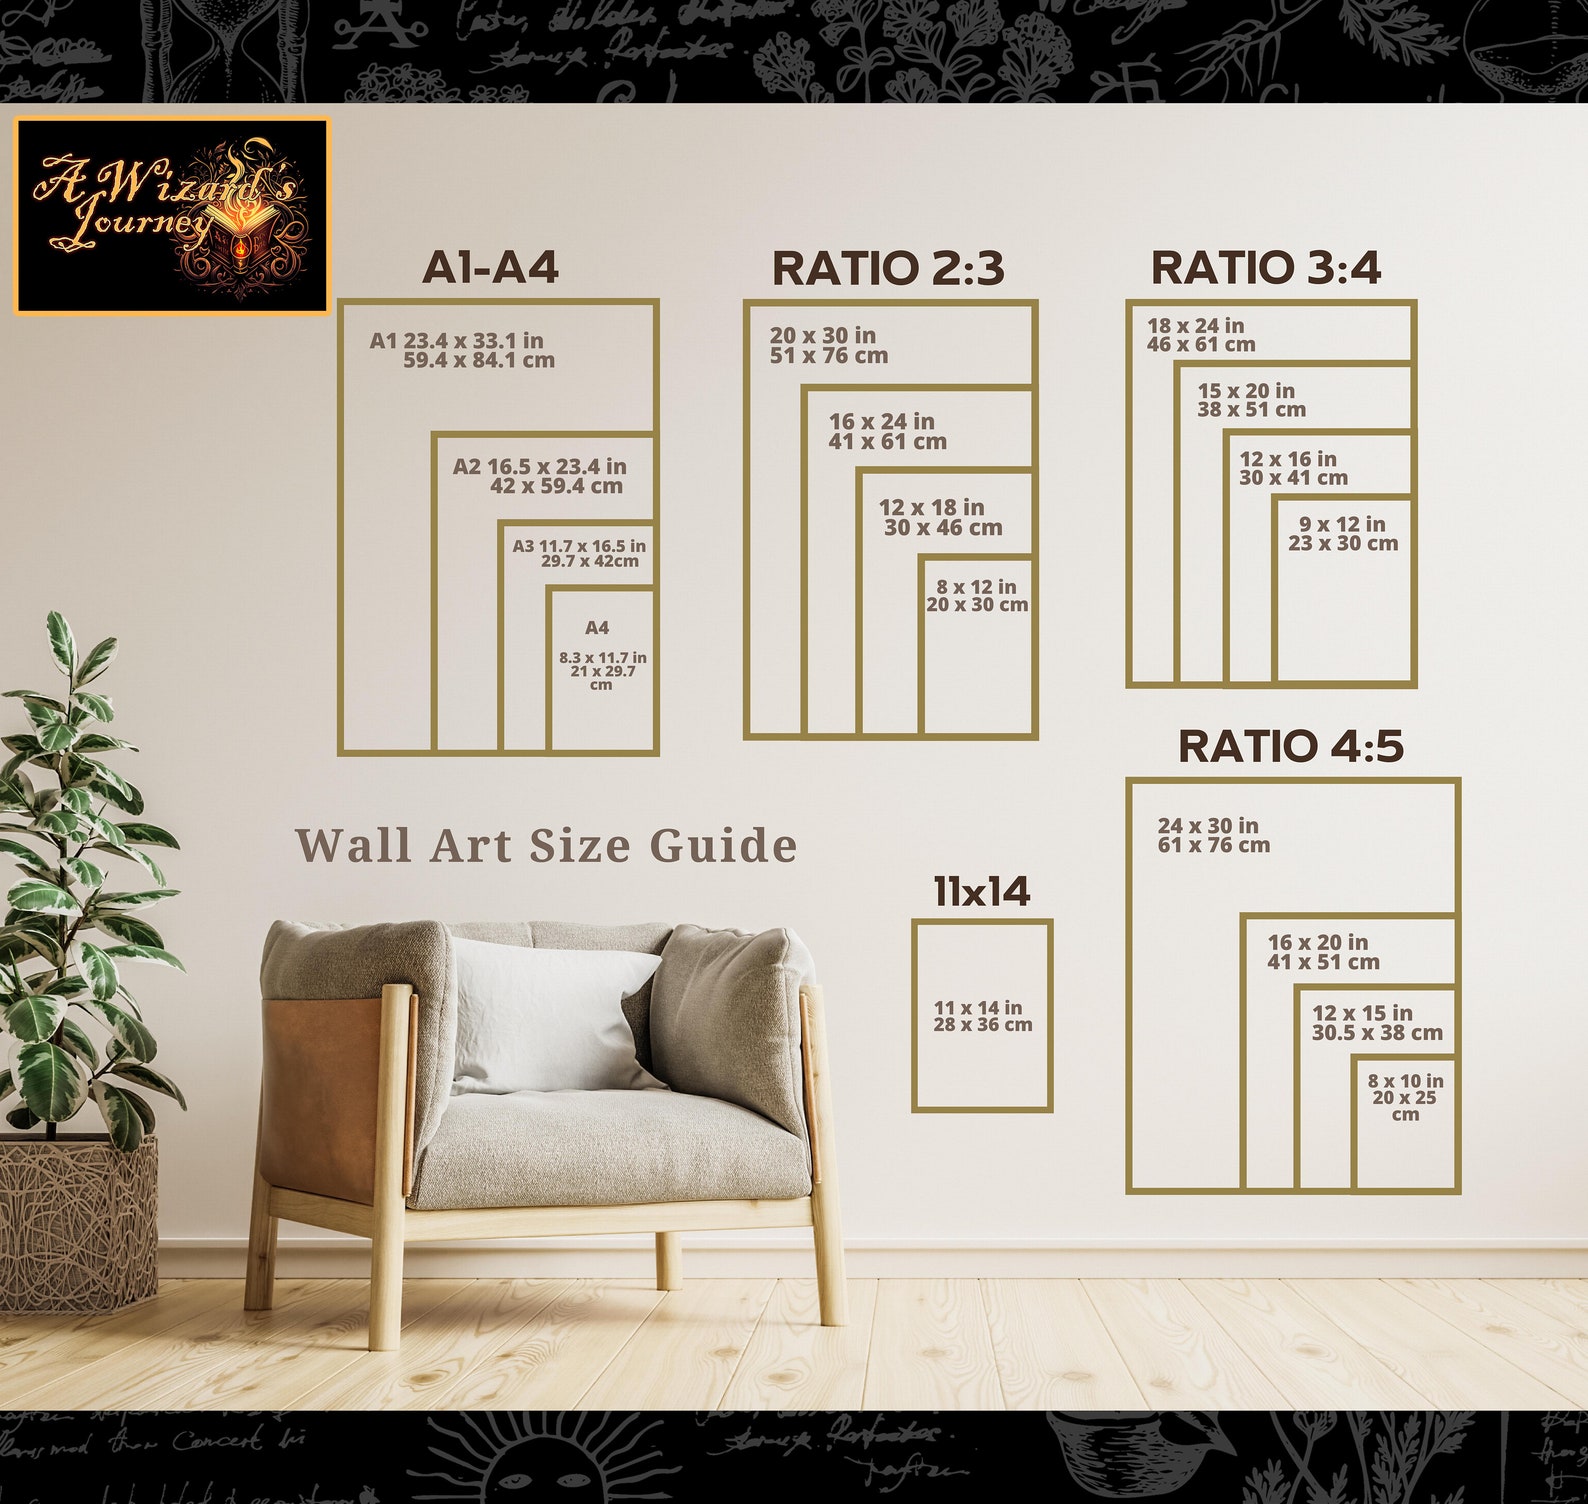 A Wizard's
Journey
A1-A4
A1 23.4 x 33.1 in
59.4 x 84.1 cm
A2 16.5 x 23.4 in
42 x 59.4 cm
A3 11.7 x 16.5 in
29.7 x 42cm
A4
8.3 x 11.7 in
21 x 29.7
cm
RATIO 2:3
20 x 30 in
51 x 76 cm
16 x 24 in
41 x 61 cm
12 x 18 in
30 x 46 cm
8 x 12 in
20 x 30 cm
RATIO 3:4
18 x 24 in
46 x 61 cm
15 x 20 in
38 x 51 cm
12 x 16 in
30 x 41 cm
9 x 12 in
23 x 30 cm
Wall Art Size Guide
11x14
11 x 14 in
28 x 36 cm
RATIO 4:5
24 x 30 in
61 x 76 cm
16 x 20 in
41 x 51 cm
12 x 15 in
30.5 x 38 cm
8 x 10 in
20 x 25
cm